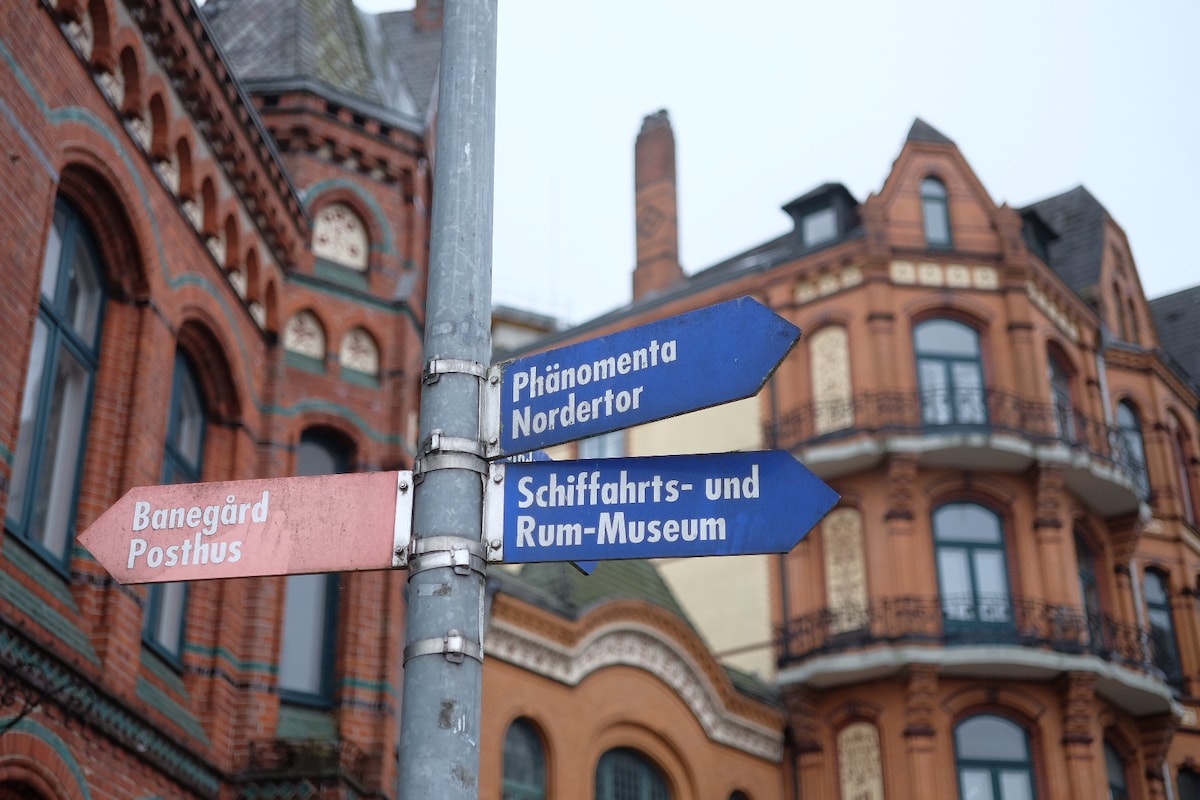 Phänomenta
Nordertor
Schiffahrts- und
Rum-Museum
Banegård
Posthus